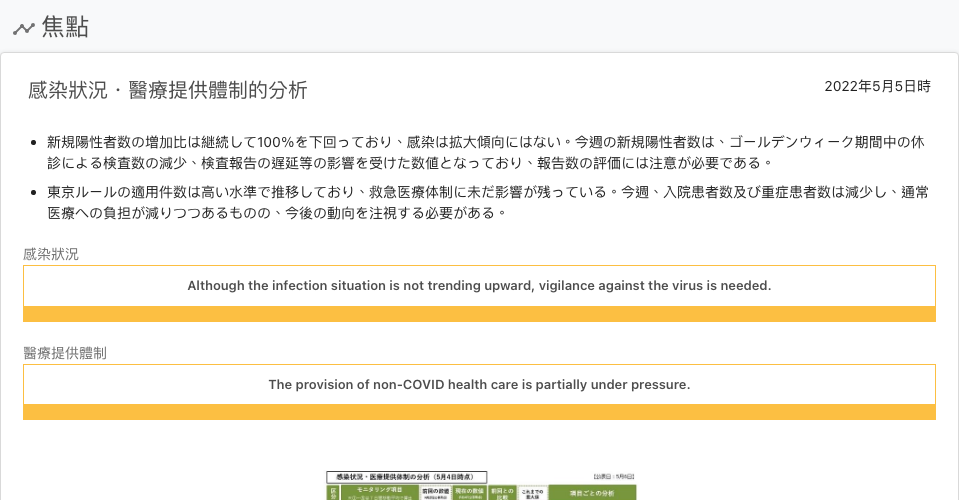 焦點
感染狀況・醫療提供體制的分析
2022年5月5日時
新規陽性者数の増加比は継続して100%を下回っており、感染は拡大傾向にはない。今週の新規陽性者数は、ゴールデンウィーク期間中の休
診による検査数の減少、検査報告の遅延等の影響を受けた数値となっており、報告数の評価には注意が必要である。
東京ルールの適用件数は高い水準で推移しており、救急医療体制に未だ影響が残っている。今週、入院患者数及び重症患者数は減少し、通常
医療への負担が減りつつあるものの、今後の動向を注視する必要がある。
感染狀況
Although the infection situation is not trending upward, vigilance against the virus is needed.
醫療提供體制
The provision of non-COVID health care is partially under pressure.
感染状況・医療提供体制の分析（5月4日時点）
モニタリング項目
前回の数値
現在の数値
前回との
これまでの
項目ごとの分析